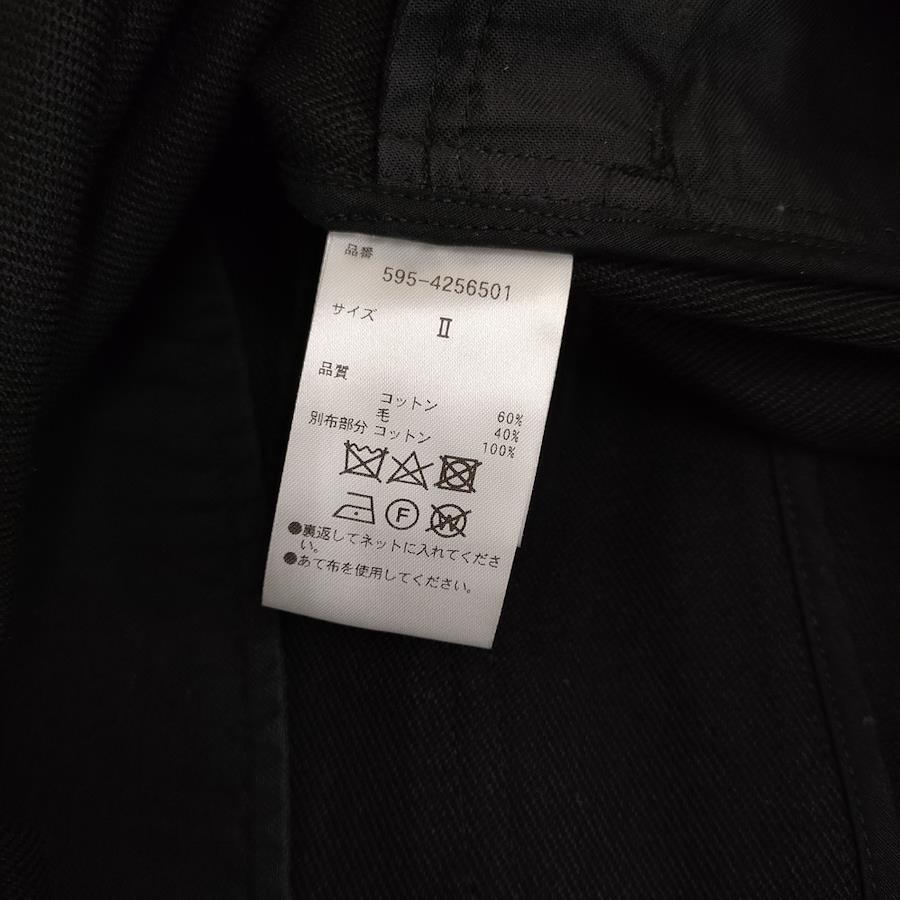 品番
595-4256501
サイズ
Ⅱ
品質
コットン 60%
毛 40%
別布部分 コットン 100%
F
W
●裏返してネットに入れてくださ
い。
●あて布を使用してください。